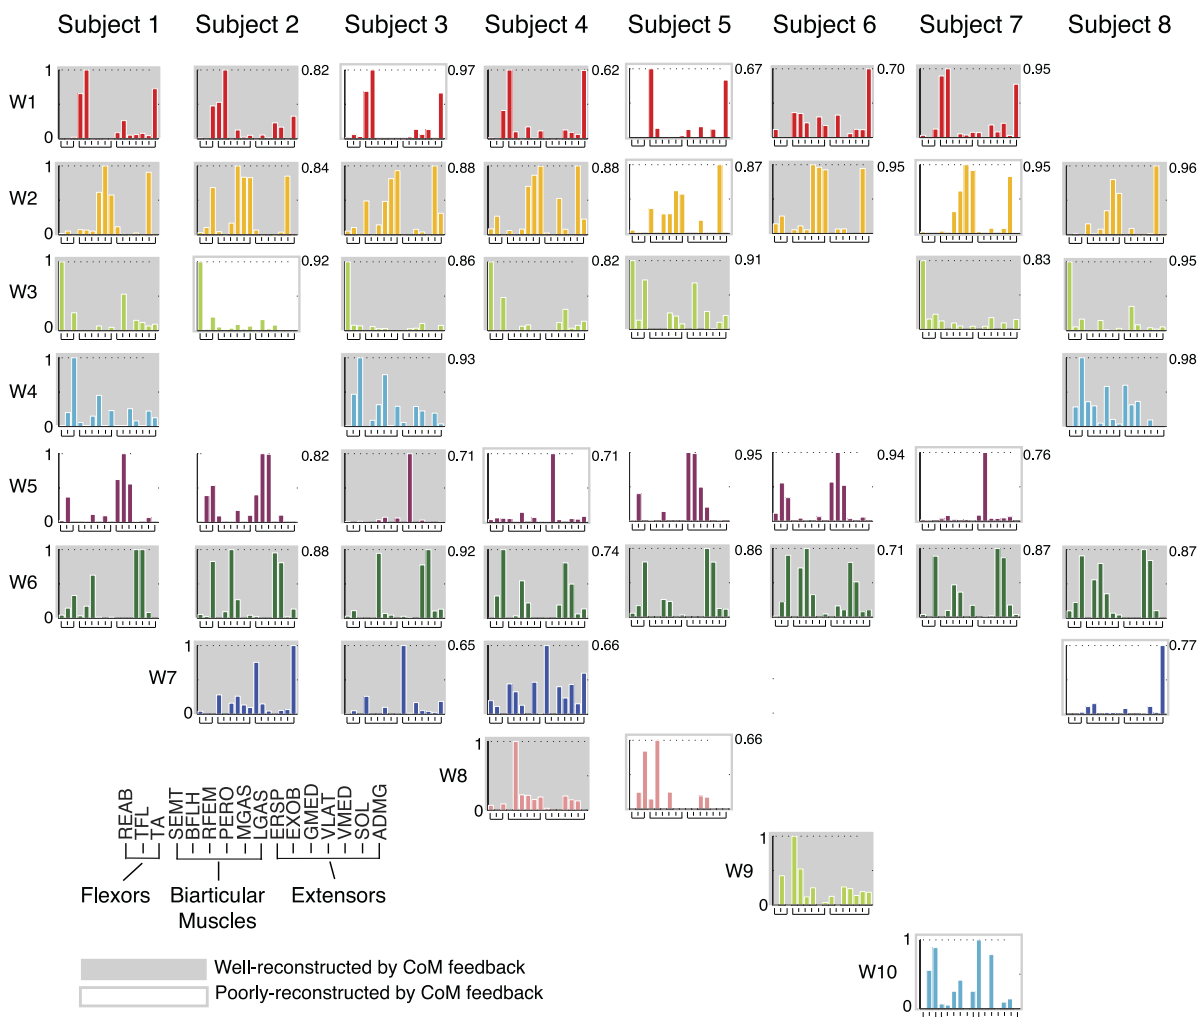 Subject 1 Subject 2 Subject 3 Subject 4 Subject 5 Subject 6 Subject 7 Subject 8
W1 1 0 0.82 0.97 0.62 0.67 0.70 0.95
W2 1 0 0.84 0.88 0.88 0.87 0.95 0.95 0.96
W3 1 0 0.92 0.86 0.82 0.91 0.83 0.95
W4 1 0 0.93 0.98
W5 1 0 0.82 0.71 0.71 0.95 0.94 0.76
W6 1 0 0.88 0.92 0.74 0.86 0.71 0.87 0.87
W7 1 0 0.65 0.66 0.77
W8 1 0 0.66
REAB TFL TA SEMT BFLH RFEM PERO MGAS LGAS ERSP EXOB GMED VLAT VMED SOL ADMG
Flexors Biarticular Muscles Extensors
W9 1 0
W10 1 0
Well-reconstructed by CoM feedback
Poorly-reconstructed by CoM feedback